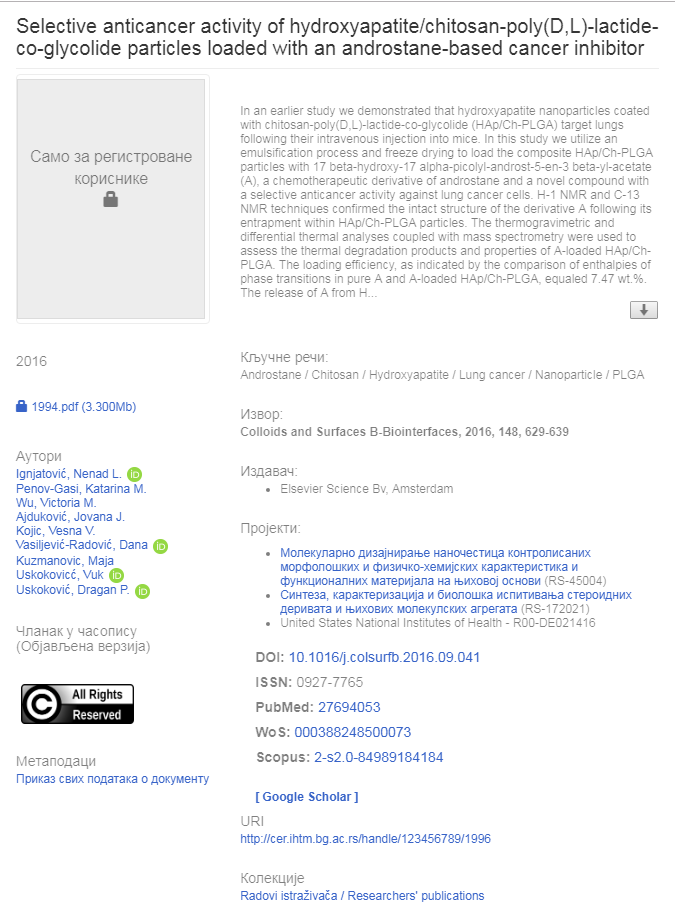 Selective anticancer activity of hydroxyapatite/chitosan-poly(D,L)-lactide-
co-glycolide particles loaded with an androstane-based cancer inhibitor
Само за регистроване
кориснике
In an earlier study we demonstrated that hydroxyapatite nanoparticles coated
with chitosan-poly(D,L)-lactide-co-glycolide (HAp/Ch-PLGA) target lungs
following their intravenous injection into mice. In this study we utilize an
emulsification process and freeze drying to load the composite HAp/Ch-PLGA
particles with 17 beta-hydroxy-17 alpha-picolyl-androst-5-en-3 beta-yl-acetate
(A), a chemotherapeutic derivative of androstane and a novel compound with
a selective anticancer activity against lung cancer cells. H-1 NMR and C-13
NMR techniques confirmed the intact structure of the derivative A following its
entrapment within HAp/Ch-PLGA particles. The thermogravimetric and
differential thermal analyses coupled with mass spectrometry were used to
assess the thermal degradation products and properties of A-loaded HAp/Ch-
PLGA. The loading efficiency, as indicated by the comparison of enthalpies of
phase transitions in pure A and A-loaded HAp/Ch-PLGA, equaled 7.47 wt.%.
The release of A from H...
2016
1994.pdf (3.300Mb)
Аутори
Ignjatović, Nenad L. iD
Penov-Gasi, Katarina M.
Wu, Victoria M.
Ajduković, Jovana J.
Kojic, Vesna V.
Vasiljević-Radović, Dana iD
Kuzmanovic, Maja
Uskokovićć, Vuk iD
Uskoković, Dragan P. iD
Чланак у часопису
(Објављена верзија)
C All Rights
Reserved
Метаподаци
Приказ свих података о документу
Кључне речи:
Androstane / Chitosan / Hydroxyapatite / Lung cancer / Nanoparticle / PLGA
Извор:
Colloids and Surfaces B-Biointerfaces, 2016, 148, 629-639
Издавач:
• Elsevier Science Bv, Amsterdam
Пројекти:
• Молекуларно дизајнирање наночестица контролисаних
морфолошких и физичко-хемијских карактеристика и
функционалних материјала на њиховој основи (RS-45004)
• Синтеза, карактеризација и биолошка испитивања стероидних
деривата и њихових молекулских агрегата (RS-172021)
• United States National Institutes of Health - R00-DE021416
DOI: 10.1016/j.colsurfb.2016.09.041
ISSN: 0927-7765
PubMed: 27694053
WoS: 000388248500073
Scopus: 2-s2.0-84989184184
[ Google Scholar ]
URI
http://cer.ihtm.bg.ac.rs/handle/123456789/1996
Колекције
Radovi istraživača / Researchers' publications